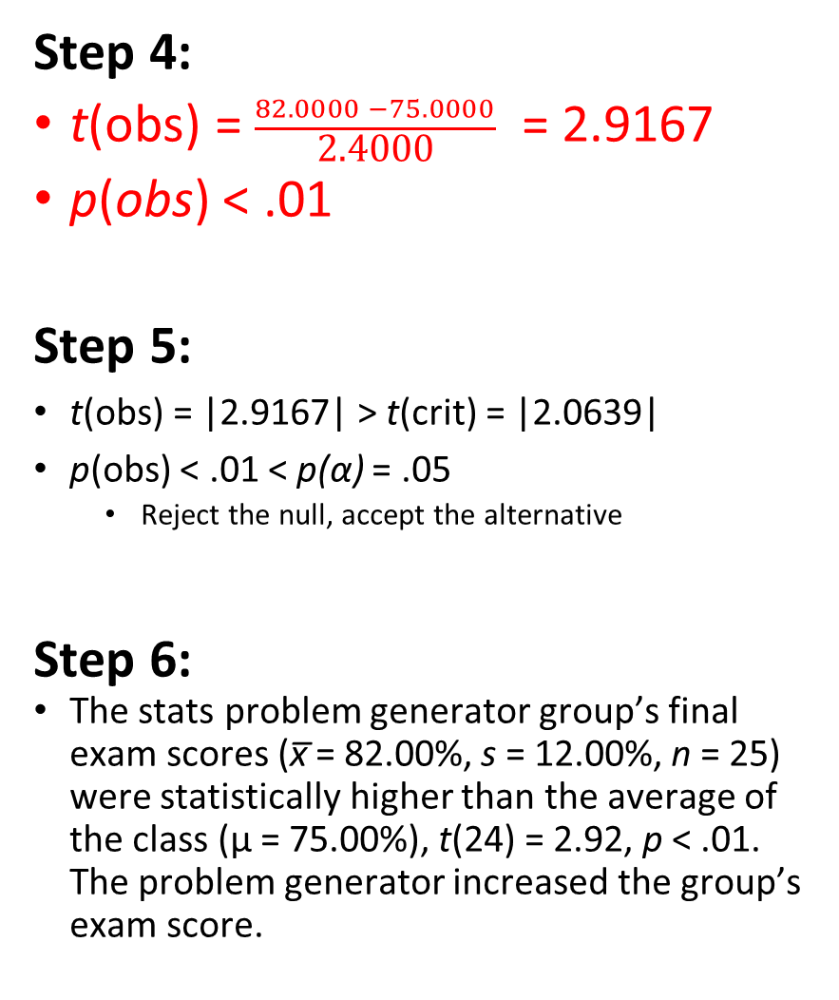 Step 4:
• t(obs) = (82.0000 −75.0000)/2.4000 = 2.9167
• p(obs) < .01
Step 5:
• t(obs) = |2.9167| > t(crit) = |2.0639|
• p(obs) < .01 < p(α) = .05
• Reject the null, accept the alternative
Step 6:
• The stats problem generator group’s final
exam scores (x̅ = 82.00%, s = 12.00%, n = 25)
were statistically higher than the average of
the class (μ = 75.00%), t(24) = 2.92, p < .01.
The problem generator increased the group’s
exam score.